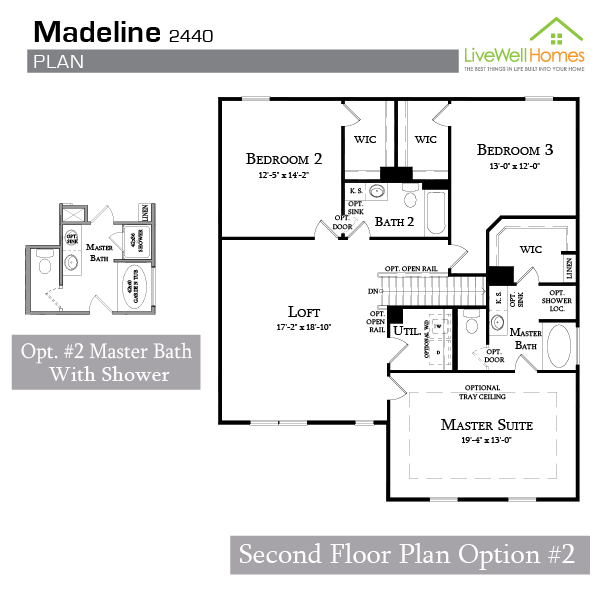 Madeline 2440
PLAN
LiveWellHomes
THE BEST THINGS IN LIFE BUILT INTO YOUR HOME
WIC
WIC
BEDROOM 2
12'-5" x 14'-2"
BEDROOM 3
13'-0" x 12'-0"
K. S.
OPT.
SINK
OPT.
DOOR
BATH 2
LINEN
OPT.
SINK
MASTER
BATH
42x36
SHOWER
GARDEN TUB
WIC
LINEN
OPT. OPEN RAIL
DN
K. S.
OPT.
SINK
OPT.
SHOWER
LOC.
LOFT
17'-2" x 18'-10"
OPT.
OPEN
RAIL
UTIL
OPTIONAL W/D
W
D
MASTER
BATH
OPT.
DOOR
Opt. #2 Master Bath
With Shower
OPTIONAL
TRAY CEILING
MASTER SUITE
19'-4" x 13'-0"
Second Floor Plan Option #2